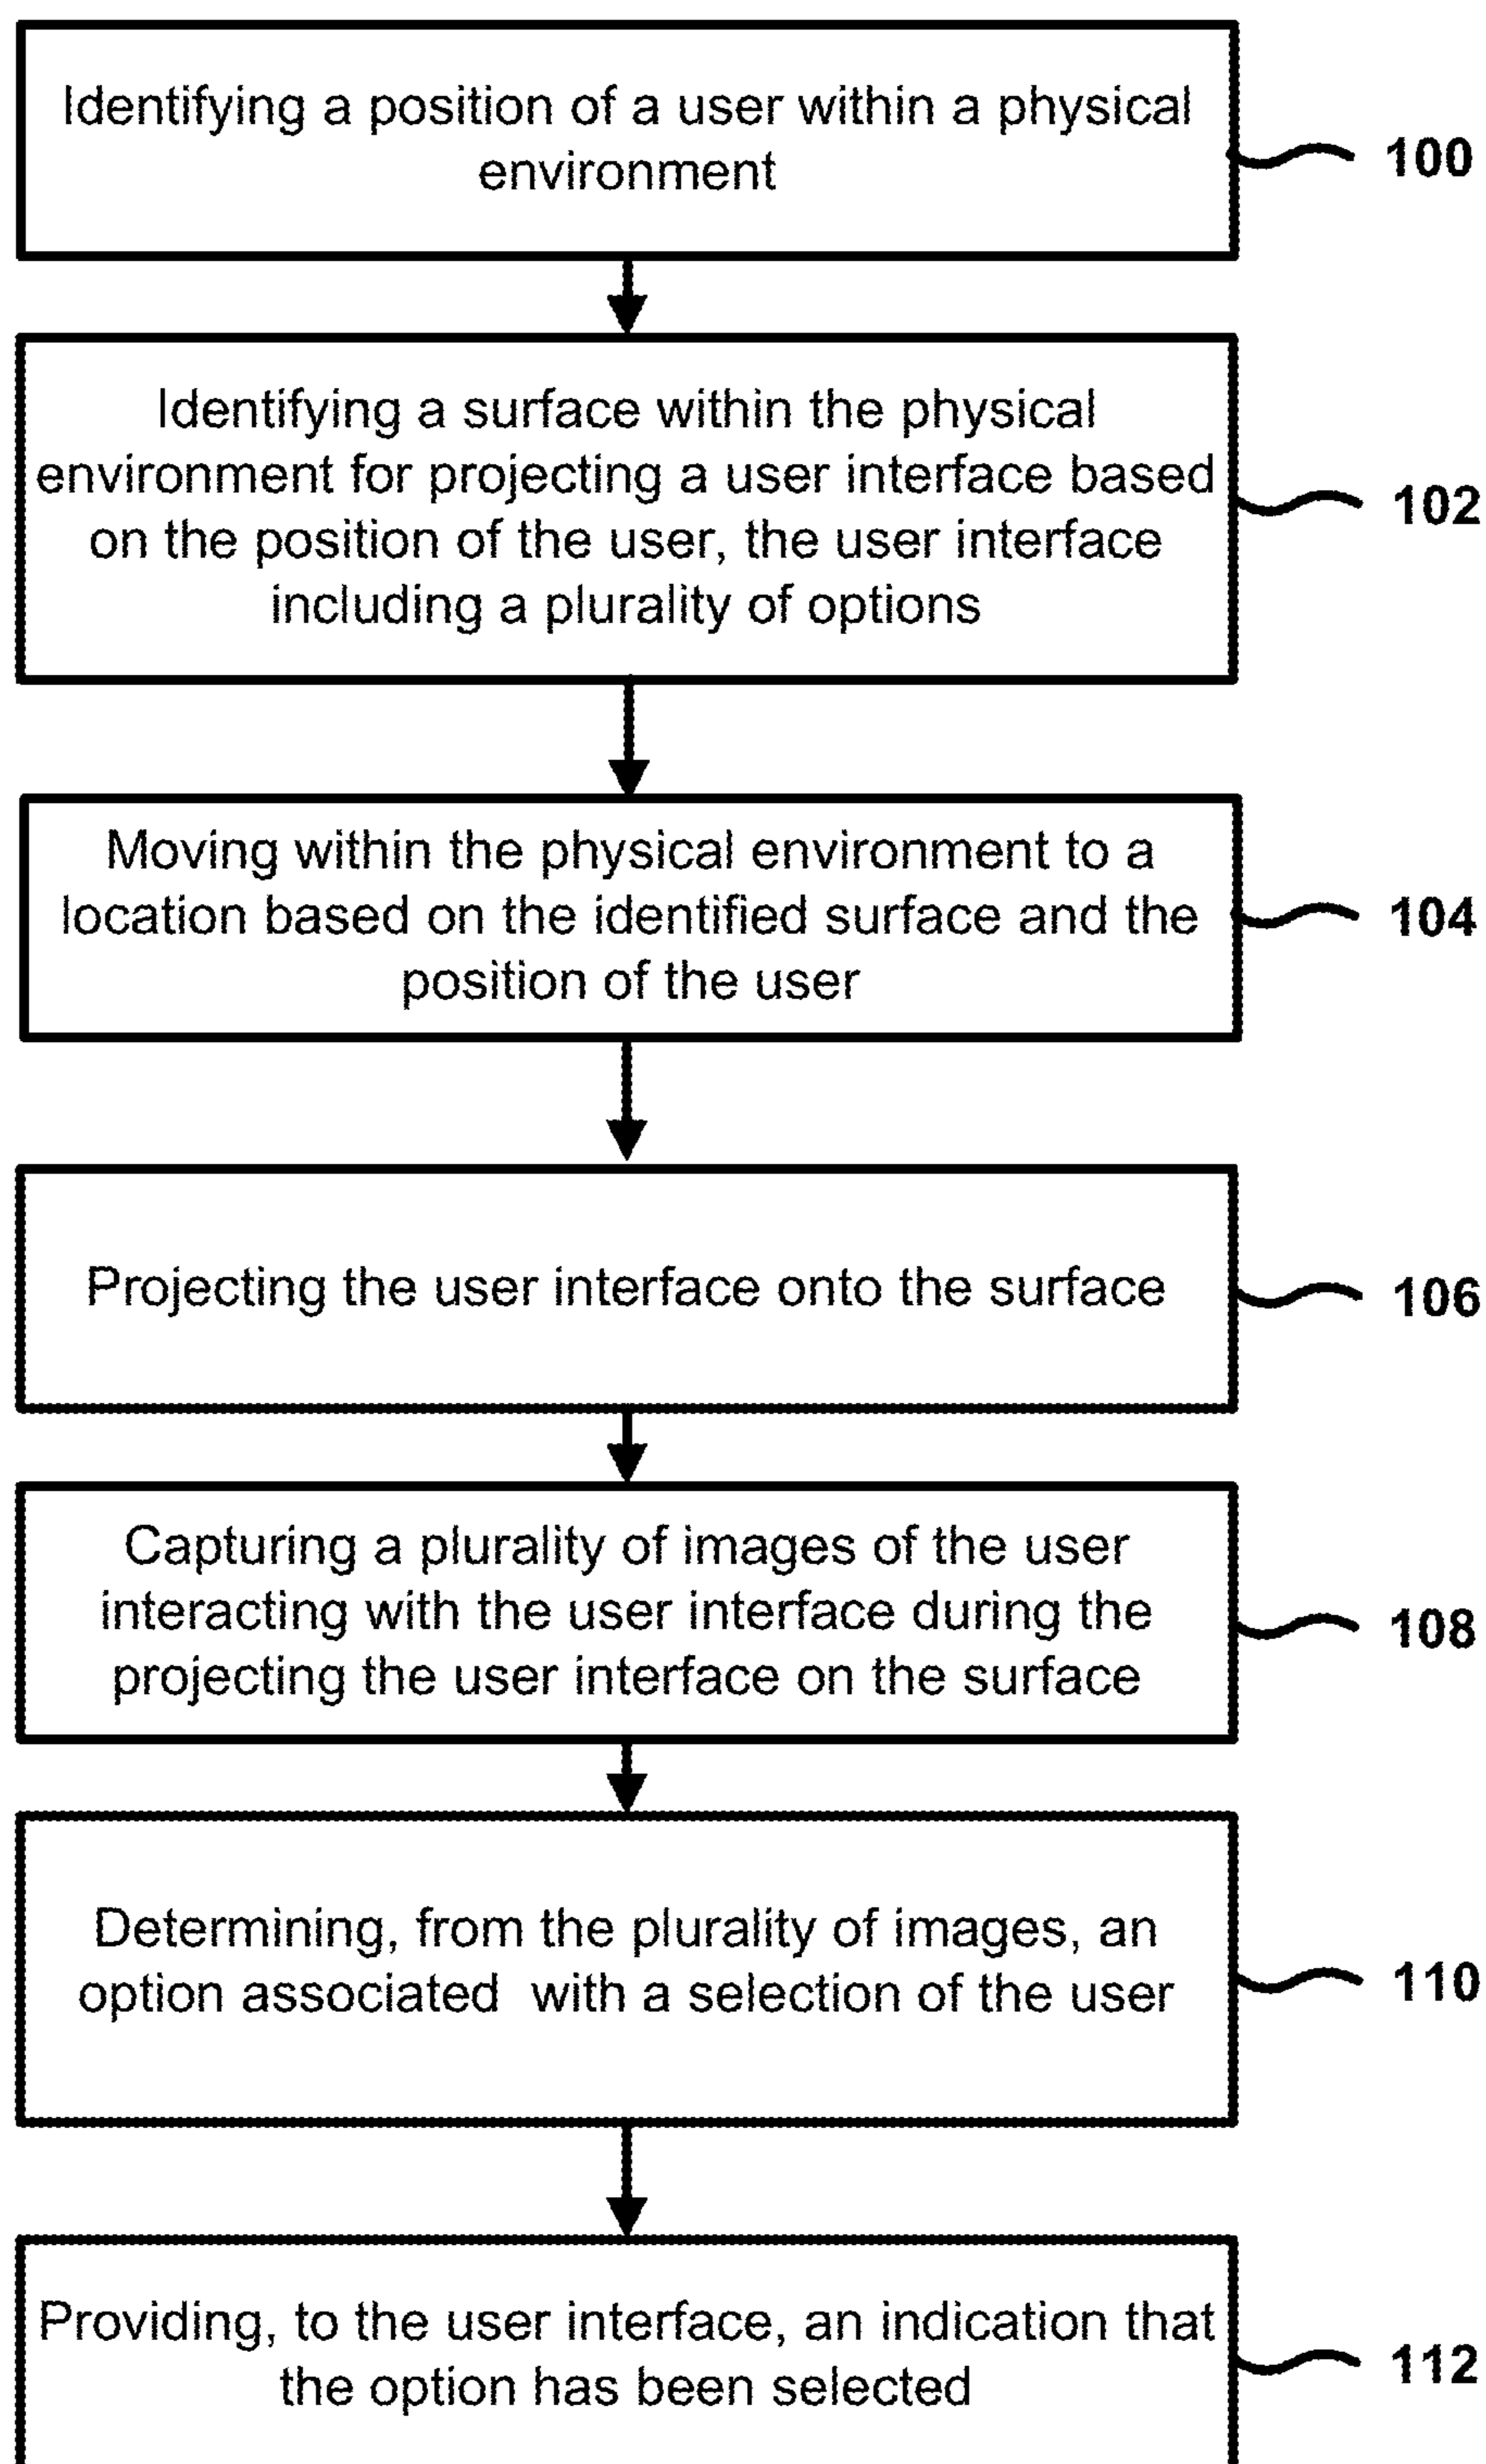 Identifying a position of a user within a physical
environment
100
Identifying a surface within the physical
environment for projecting a user interface based
on the position of the user, the user interface
including a plurality of options
102
Moving within the physical environment to a
location based on the identified surface and the
position of the user
104
Projecting the user interface onto the surface
106
Capturing a plurality of images of the user
interacting with the user interface during the
projecting the user interface on the surface
108
Determining, from the plurality of images, an
option associated  with a selection of the user
110
Providing, to the user interface, an indication that
the option has been selected
112